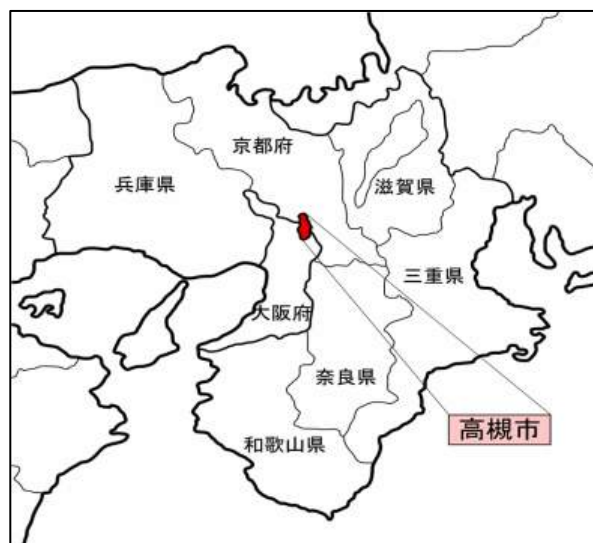 京都府
兵庫県
滋賀県
三重県
大阪府
奈良県
高槻市
和歌山県